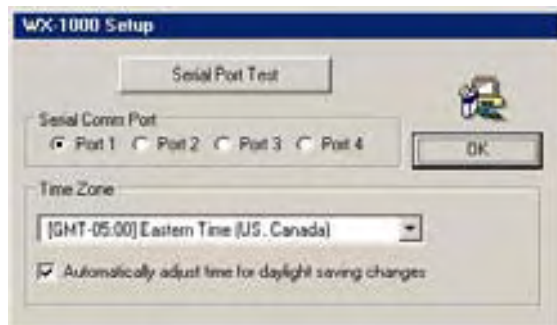 WX-1000 Setup
Serial Port Test
Serial Comm Port
Port 1 Port 2 Port 3 Port 4
OK
Time Zone
[GMT-05:00] Eastern Time (US, Canada)
Automatically adjust time for daylight saving changes